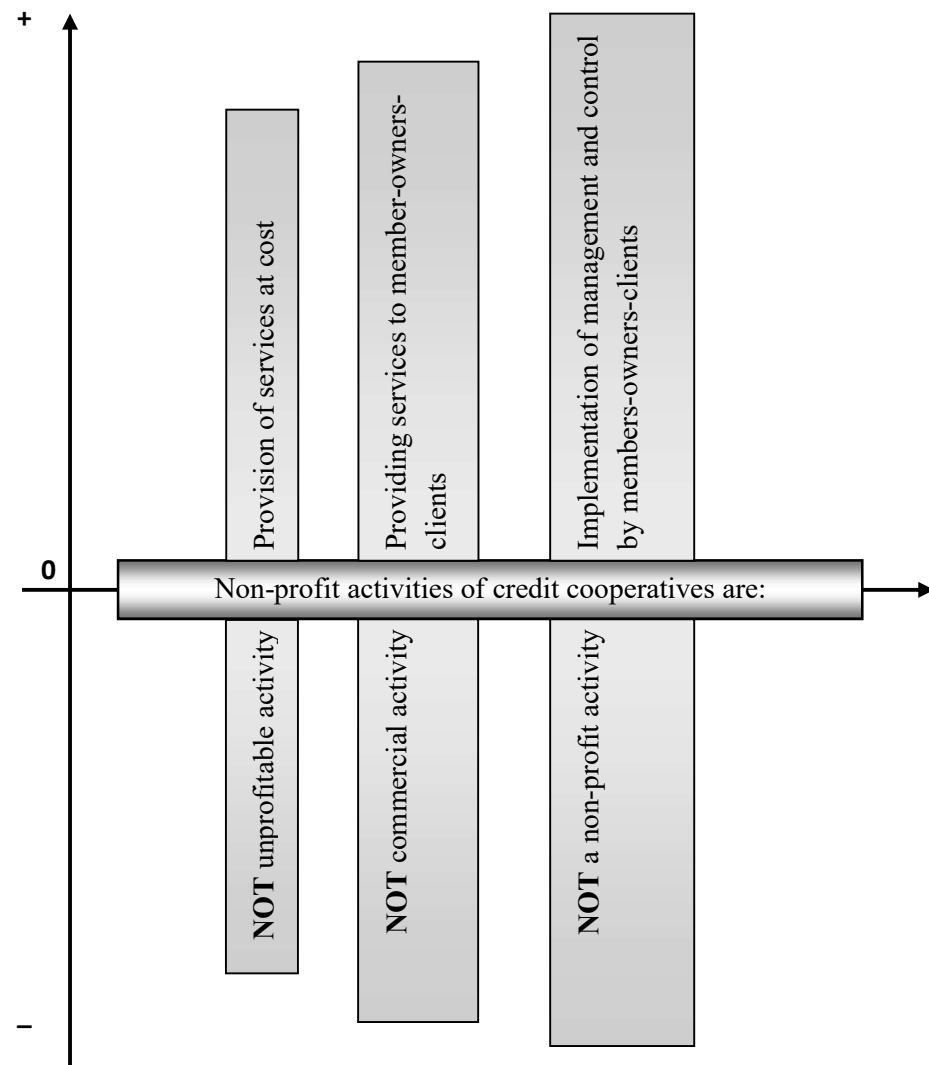 +
Provision of services at cost
Providing services to member-owners-
clients
Implementation of management and control
by members-owners-clients
0
Non-profit activities of credit cooperatives are:
NOT unprofitable activity
NOT commercial activity
NOT a non-profit activity
–